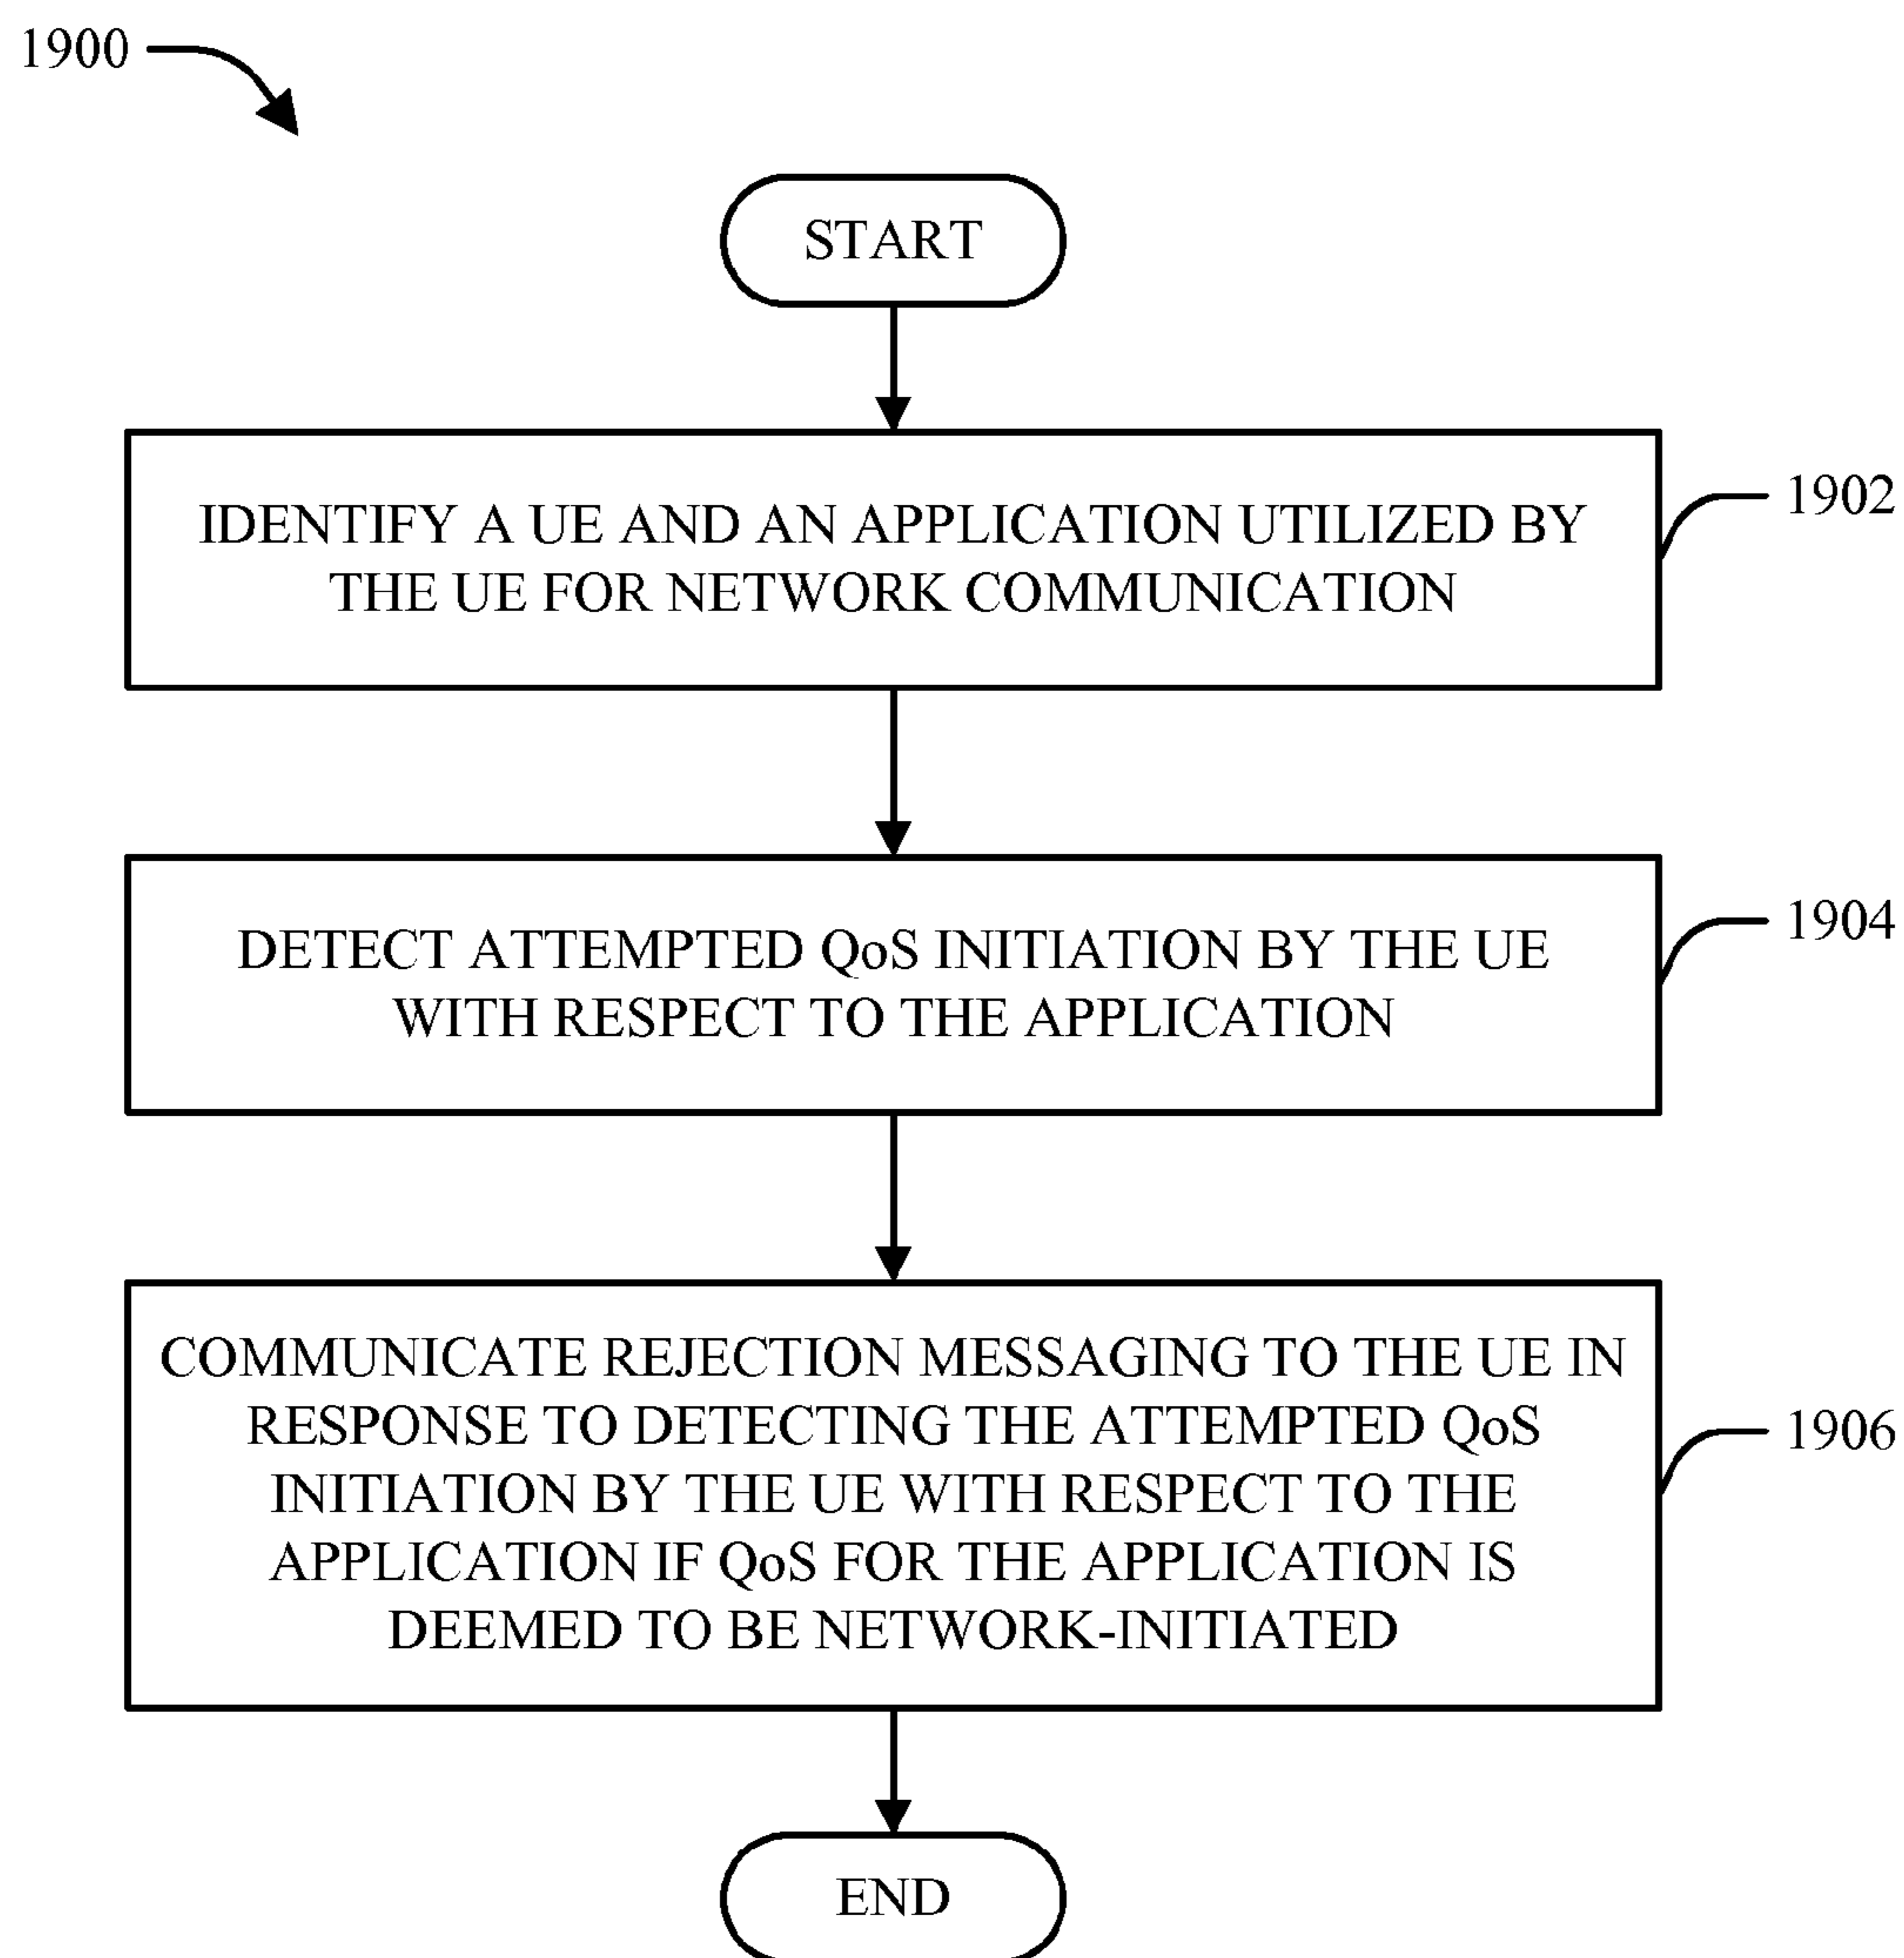 1900
START
IDENTIFY A UE AND AN APPLICATION UTILIZED BY
THE UE FOR NETWORK COMMUNICATION
1902
DETECT ATTEMPTED QoS INITIATION BY THE UE
WITH RESPECT TO THE APPLICATION
1904
COMMUNICATE REJECTION MESSAGING TO THE UE IN
RESPONSE TO DETECTING THE ATTEMPTED QoS
INITIATION BY THE UE WITH RESPECT TO THE
APPLICATION IF QoS FOR THE APPLICATION IS
DEEMED TO BE NETWORK-INITIATED
1906
END